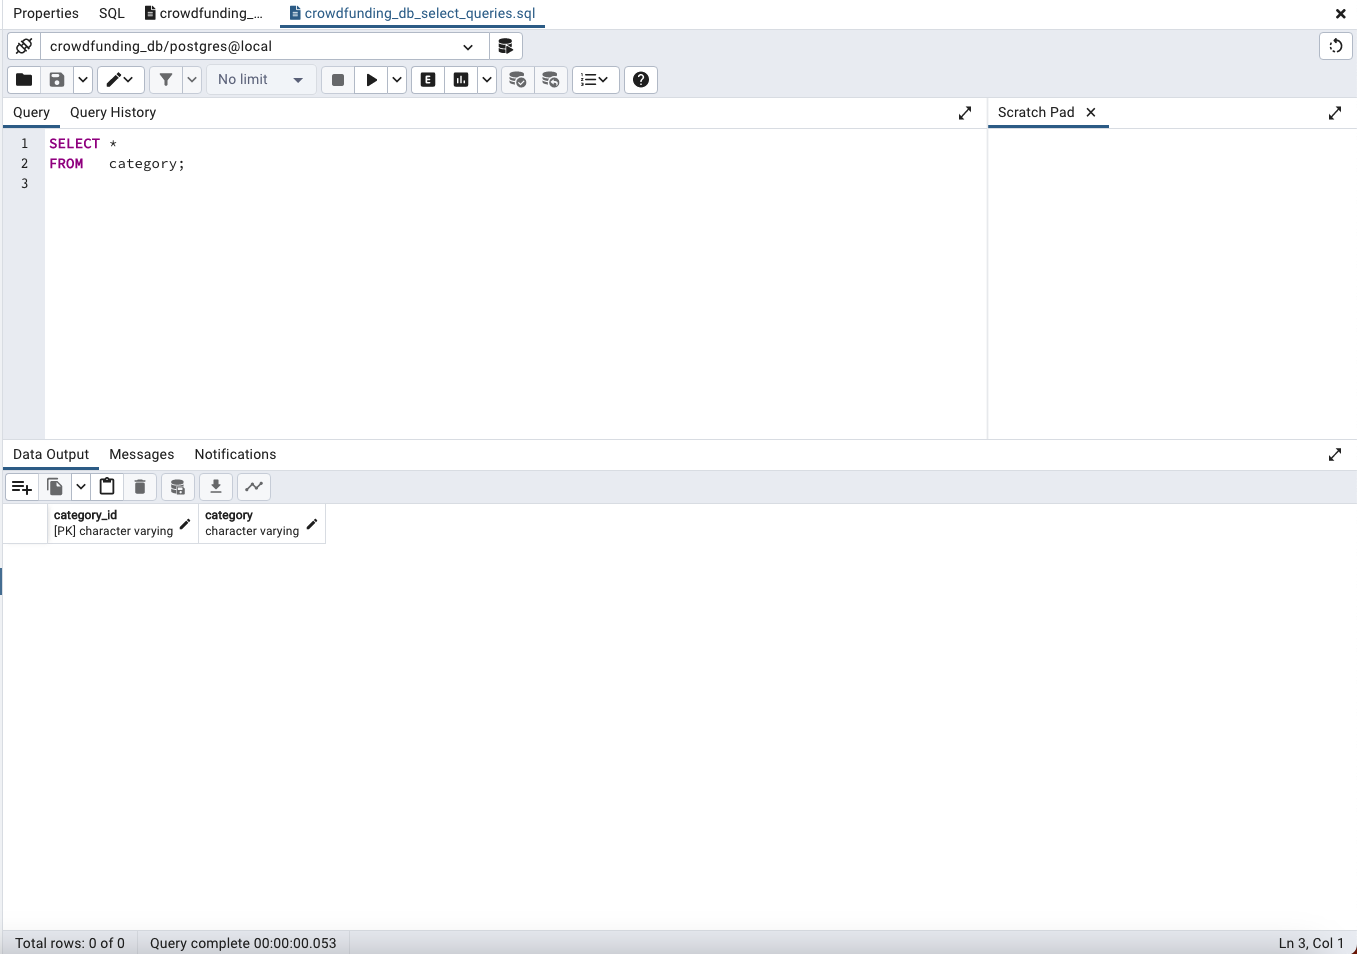 Properties SQL crowdfunding_... crowdfunding_db_select_queries.sql
crowdfunding_db/postgres@local
No limit E
Query Query History Scratch Pad
1 SELECT *
2 FROM category;
3
Data Output Messages Notifications
category_id category
[PK] character varying character varying
Total rows: 0 of 0 Query complete 00:00:00.053 Ln 3, Col 1